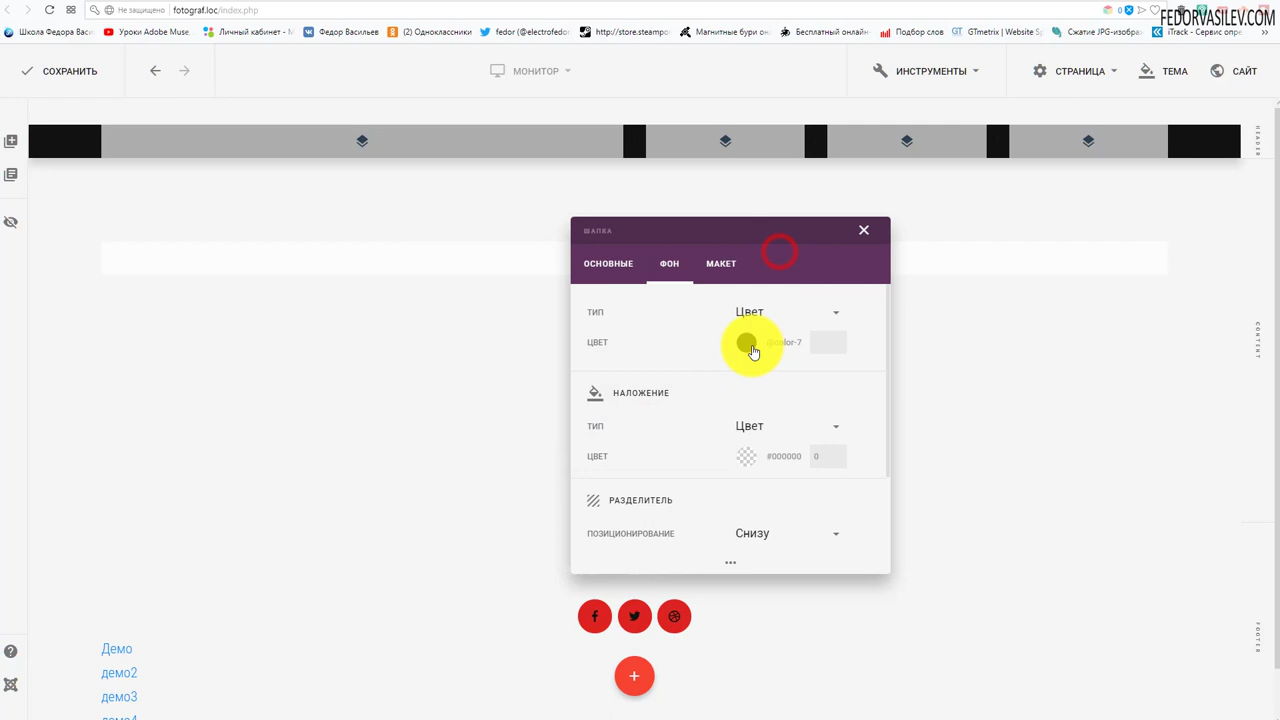 fotograf.loc/index.php
Не защищено
FEDORVASILEV.COM
Школа Федора Васи
Уроки Adobe Muse
Личный кабинет -
Федор Васильев
(2) Одноклассники
fedor (@electrofedor
http://store.steampo
Магнитные бури он
Бесплатный онлайн
Подбор слов
GTmetrix | Website S
Сжатие JPG-изобра
iTrack - Сервис опре
СОХРАНИТЬ
МОНИТОР
ИНСТРУМЕНТЫ
СТРАНИЦА
ТЕМА
САЙТ
HEADER
ШАПКА
ОСНОВНЫЕ
ФОН
МАКЕТ
ТИП
Цвет
ЦВЕТ
@color-7
НАЛОЖЕНИЕ
ТИП
Цвет
ЦВЕТ
#000000
0
CONTENT
РАЗДЕЛИТЕЛЬ
ПОЗИЦИОНИРОВАНИЕ
Снизу
FOOTER
Демо
демо2
демо3